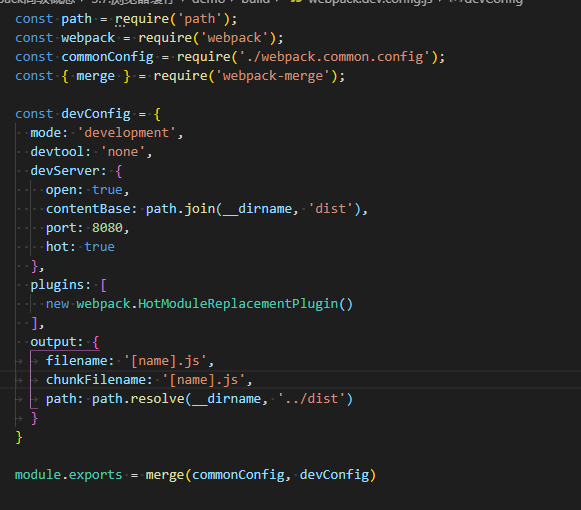 demo > build > webpack.dev.config.js > devConfig
const path = require('path');
const webpack = require('webpack');
const commonConfig = require('./webpack.common.config');
const { merge } = require('webpack-merge');
const devConfig = {
mode: 'development',
devtool: 'none',
devServer: {
open: true,
contentBase: path.join(__dirname, 'dist'),
port: 8080,
hot: true
},
plugins: [
new webpack.HotModuleReplacementPlugin()
],
output: {
filename: '[name].js',
chunkFilename: '[name].js',
path: path.resolve(__dirname, '../dist')
}
}
module.exports = merge(commonConfig, devConfig)